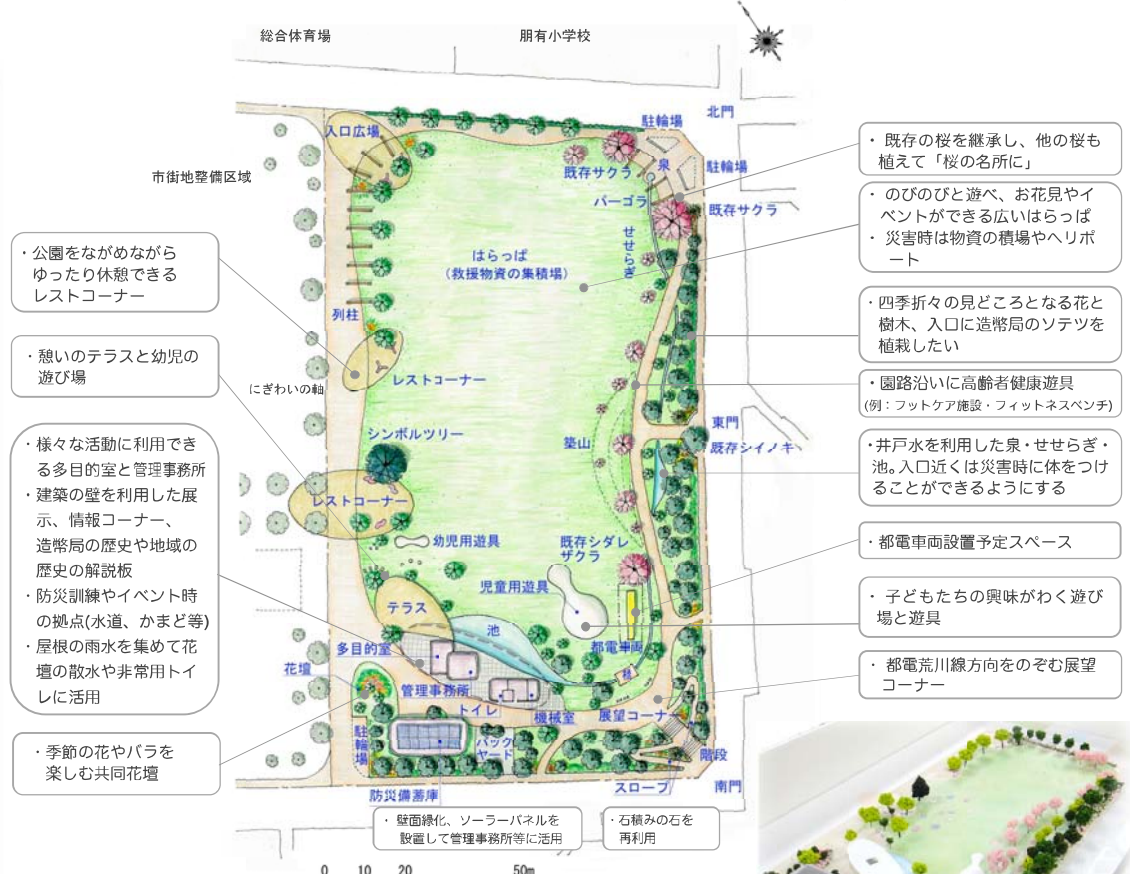 総合体育場
朋有小学校
市街地整備区域
北門
駐輪場
入口広場
泉
駐輪場
既存サクラ
パーゴラ
既存サクラ
せせらぎ
はらっぱ
（救援物資の集積場）
列柱
レストコーナー
にぎわいの軸
シンボルツリー
築山
東門
既存シイノキ
レストコーナー
幼児用遊具
既存シダレ
ザクラ
児童用遊具
テラス
池
都電車両
多目的室
花壇
管理事務所
トイレ
機械室
橋
展望コーナー
駐輪場
バック
ヤード
階段
スロープ
南門
防災備蓄庫
・公園をながめながら
ゆったり休憩できる
レストコーナー
・憩いのテラスと幼児の
遊び場
・様々な活動に利用でき
る多目的室と管理事務所
・建築の壁を利用した展
示、情報コーナー、
造幣局の歴史や地域の
歴史の解説板
・防災訓練やイベント時
の拠点(水道、かまど等)
・屋根の雨水を集めて花
壇の散水や非常用トイ
レに活用
・季節の花やバラを
楽しむ共同花壇
・既存の桜を継承し、他の桜も
植えて「桜の名所に」
・のびのびと遊べ、お花見やイ
ベントができる広いはらっぱ
・災害時は物資の積場やヘリポ
ート
・四季折々の見どころとなる花と
樹木、入口に造幣局のソテツを
植栽したい
・園路沿いに高齢者健康遊具
(例：フットケア施設・フィットネスベンチ)
・井戸水を利用した泉・せせらぎ・
池。入口近くは災害時に体をつけ
ることができるようにする
・都電車両設置予定スペース
・子どもたちの興味がわく遊び
場と遊具
・都電荒川線方向をのぞむ展望
コーナー
・壁面緑化、ソーラーパネルを
設置して管理事務所等に活用
・石積みの石を
再利用
0 10 20 50m